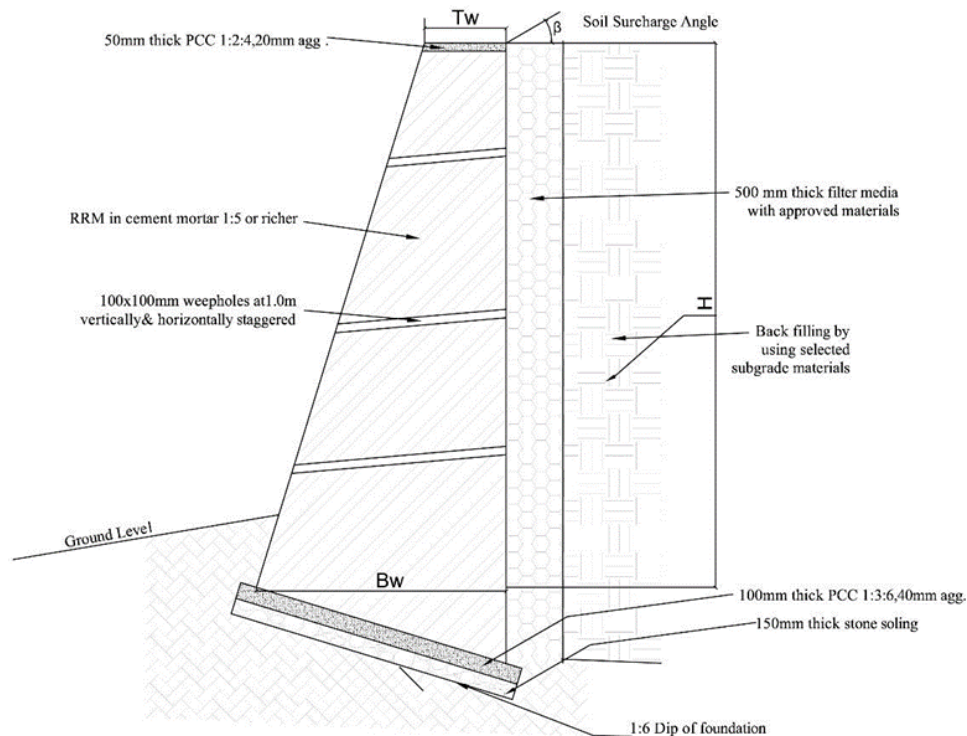 Tw
Soil Surcharge Angle
50mm thick PCC 1:2:4,20mm agg .
β
500 mm thick filter media
with approved materials
RRM in cement mortar 1:5 or richer
100x100mm weepholes at1.0m
vertically& horizontally staggered
H
Back filling by
using selected
subgrade materials
Ground Level
Bw
100mm thick PCC 1:3:6,40mm agg.
150mm thick stone soling
1:6 Dip of foundation